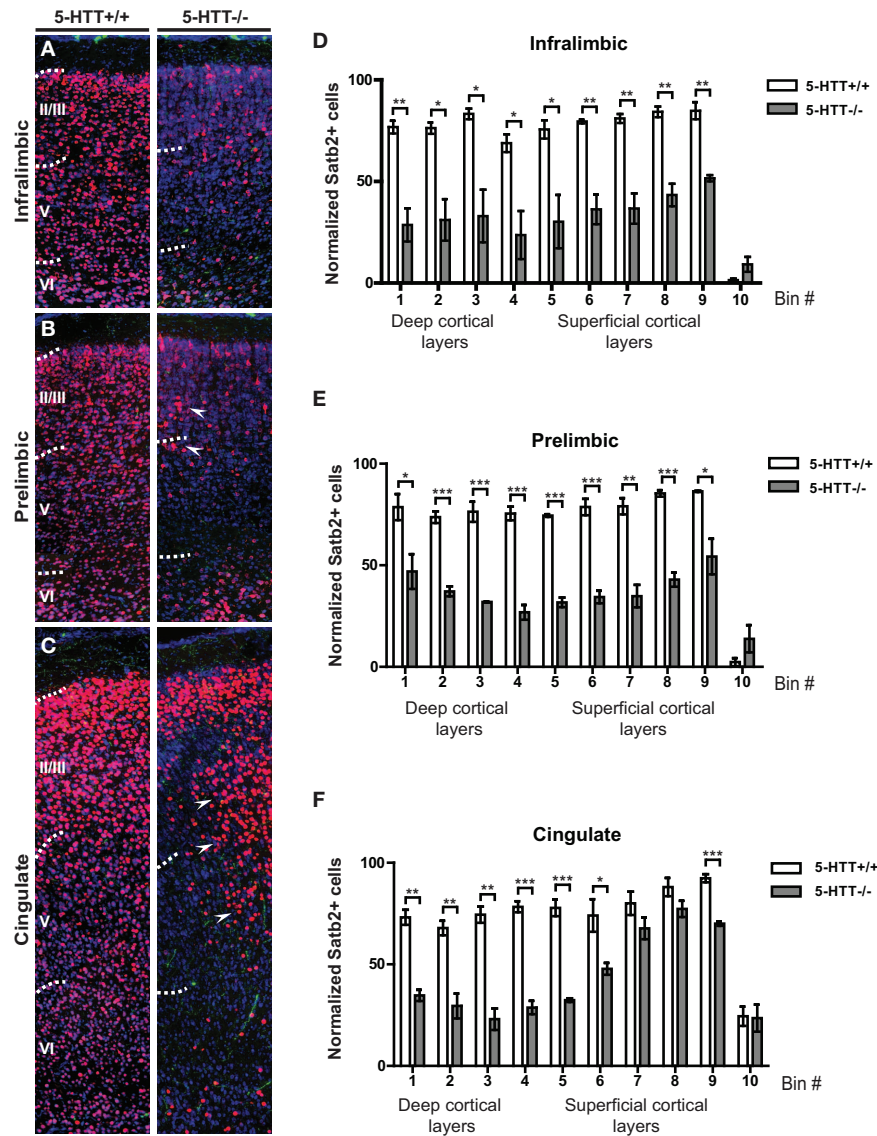 5-HTT+/+ 5-HTT-/-
A
II/III
V
VI
Infralimbic
B
II/III
V
VI
Prelimbic
C
II/III
V
VI
Cingulate
D
Infralimbic
5-HTT+/+
5-HTT-/-
Normalized Satb2+ cells
100
50
0
** * * * * ** ** ** **
1 2 3 4 5 6 7 8 9 10 Bin #
Deep cortical layers
Superficial cortical layers
E
Prelimbic
5-HTT+/+
5-HTT-/-
Normalized Satb2+ cells
100
50
0
* *** *** *** *** *** ** *** *
1 2 3 4 5 6 7 8 9 10 Bin #
Deep cortical layers
Superficial cortical layers
F
Cingulate
5-HTT+/+
5-HTT-/-
Normalized Satb2+ cells
100
50
0
** ** ** *** *** * ***
1 2 3 4 5 6 7 8 9 10 Bin #
Deep cortical layers
Superficial cortical layers